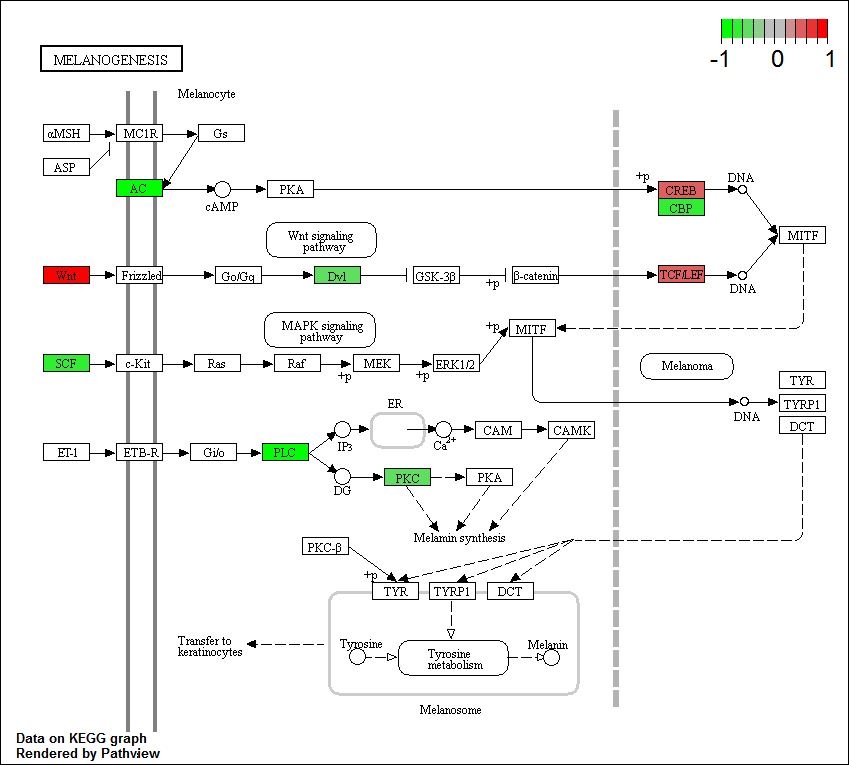 -1 0 1
MELANOGENESIS
Melanocyte
αMSH MC1R Gs
ASP
AC cAMP PKA +p CREB DNA
CBP
MITF
Wnt signaling
pathway
Wnt Frizzled Go/Gq Dvl GSK-3β +p β-catenin TCF/LEF DNA
MAPK signaling
pathway
+p MITF
SCF c-Kit Ras Raf +p MEK +p ERK1/2
Melanoma
TYR
DNA TYRP1
DCT
ER
ET-1 ETB-R Gi/o PLC IP3 Ca2+ CAM CAMK
DG PKC PKA
Melamin synthesis
PKC-β
+p
TYR TYRP1 DCT
Transfer to
keratinocytes
Tyrosine
Tyrosine
metabolism
Melanin
Melanosome
Data on KEGG graph
Rendered by Pathview